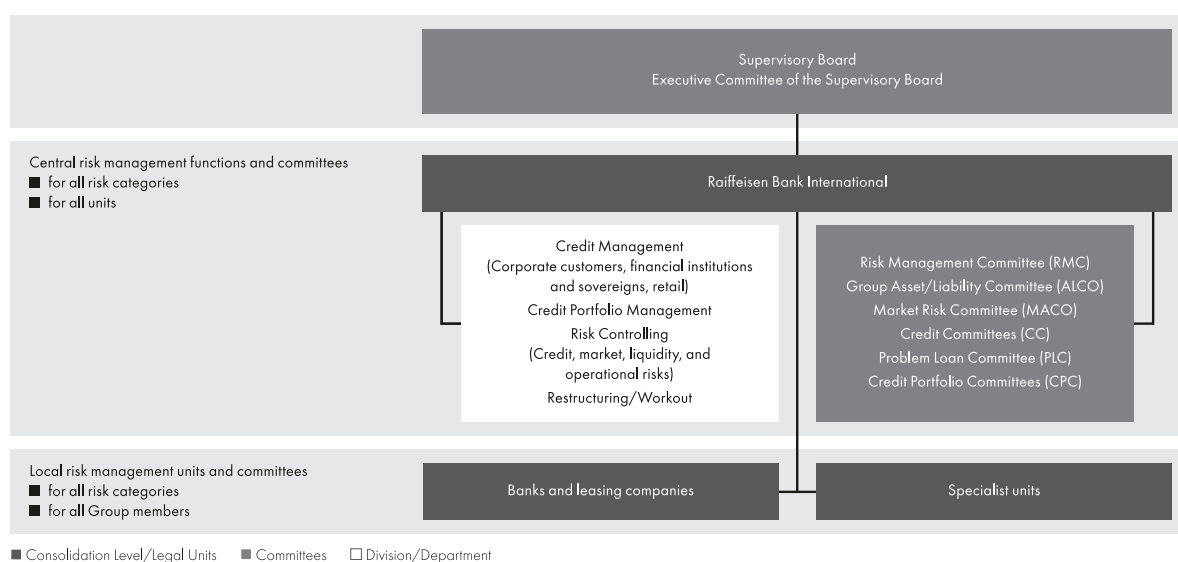 Supervisory Board
Executive Committee of the Supervisory Board
Central risk management functions and committees
for all risk categories
for all units
Raiffeisen Bank International
Credit Management
(Corporate customers, financial institutions
and sovereigns, retail)
Credit Portfolio Management
Risk Controlling
(Credit, market, liquidity, and
operational risks)
Restructuring/Workout
Risk Management Committee (RMC)
Group Asset/Liability Committee (ALCO)
Market Risk Committee (MACO)
Credit Committees (CC)
Problem Loan Committee (PLC)
Credit Portfolio Committees (CPC)
Local risk management units and committees
for all risk categories
for all Group members
Banks and leasing companies
Specialist units
Consolidation Level/Legal Units
Committees
Division/Department